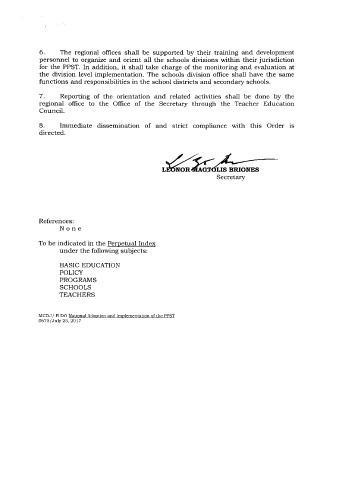 6. The regional offices shall be supported by their training and development
personnel to organize and orient all the schools divisions within their jurisdiction
for the PPST. In addition, it shall take charge of the monitoring and evaluation at
the division level implementation. The schools division office shall have the same
functions and responsibilities in the school districts and secondary schools.
7. Reporting of the orientation and related activities shall be done by the
regional office to the Office of the Secretary through the Teacher Education
Council.
8. Immediate dissemination of and strict compliance with this Order is
directed.
LEONOR MAGTOLIS BRIONES
Secretary
References:
N o n e
To be indicated in the Perpetual Index
under the following subjects:
BASIC EDUCATION
POLICY
PROGRAMS
SCHOOLS
TEACHERS
National Adoption and Implementation of the PPST
July 25, 2017